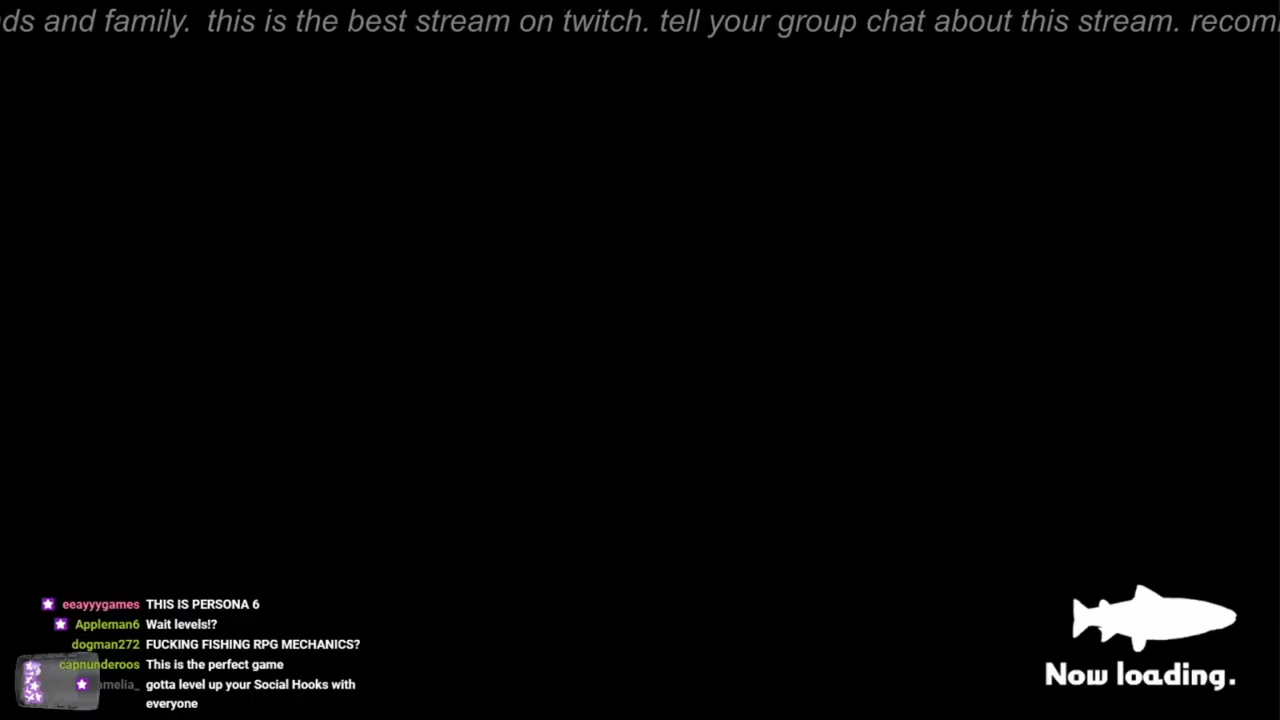 ds and family. this is the best stream on twitch. tell your group chat about this stream. recom
eeayyygames THIS IS PERSONA 6
Appleman6 Wait levels!?
dogman272 FUCKING FISHING RPG MECHANICS?
capnunderoos This is the perfect game
amelia_ gotta level up your Social Hooks with
everyone
Now loading.